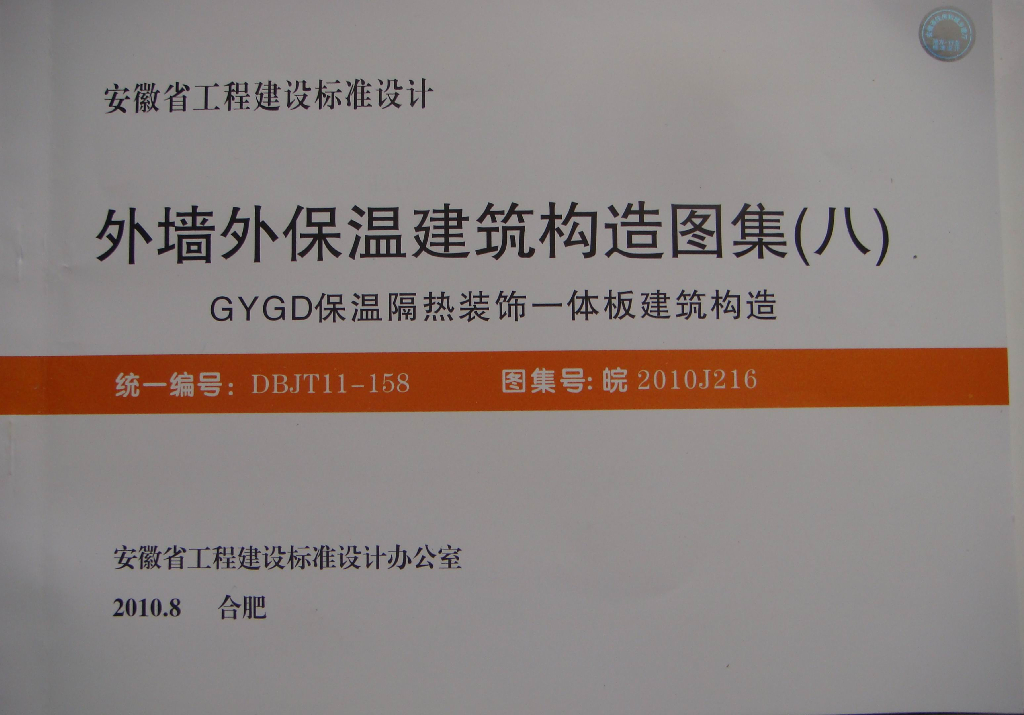 安徽省工程建设标准设计
外墙外保温建筑构造图集(八)
GYGD保温隔热装饰一体板建筑构造
统一编号: DBJT11-158 图集号: 皖 2010J216
安徽省工程建设标准设计办公室
2010.8 合肥